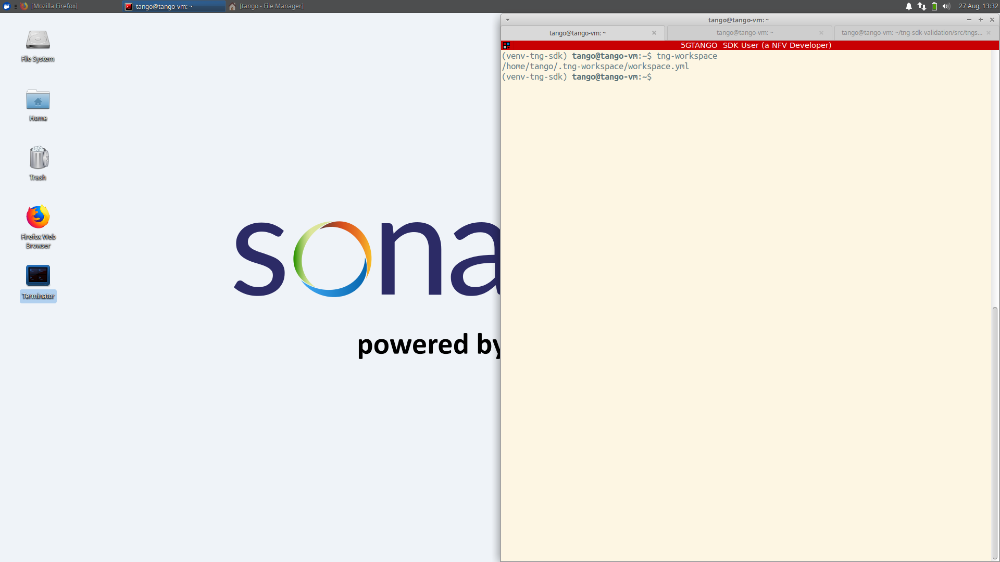 [Mozilla Firefox]
tango@tango-vm: ~
[tango - File Manager]
27 Aug, 13:32
File System
Home
Trash
Firefox Web
Browser
Terminator
sona
powered by
tango@tango-vm: ~
tango@tango-vm: ~
tango@tango-vm: ~
tango@tango-vm: ~/tng-sdk-validation/src/tngs...
5GTANGO SDK User (a NFV Developer)
(venv-tng-sdk) tango@tango-vm:~$ tng-workspace
/home/tango/.tng-workspace/workspace.yml
(venv-tng-sdk) tango@tango-vm:~$